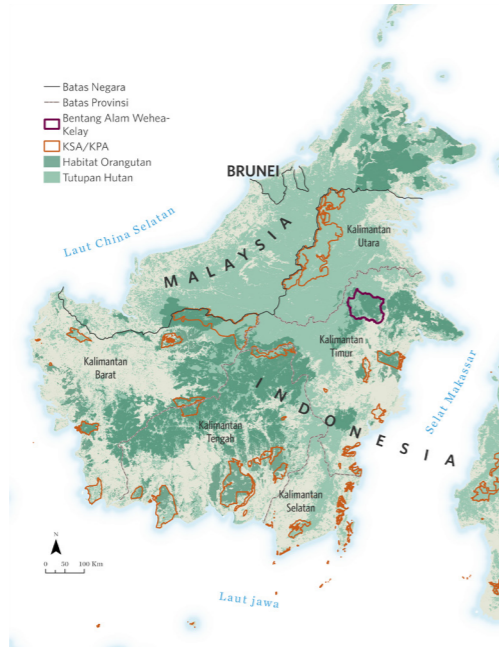 Batas Negara
Batas Provinsi
Bentang Alam Wehea-
Kelay
KSA/KPA
Habitat Orangutan
Tutupan Hutan
BRUNEI
Laut China Selatan
MALAYSIA
Kalimantan
Utara
Kalimantan
Timur
Kalimantan
Barat
INDONESIA
Selat Makassar
Kalimantan
Tengah
Kalimantan
Selatan
N
0 50 100 Km
Laut jawa